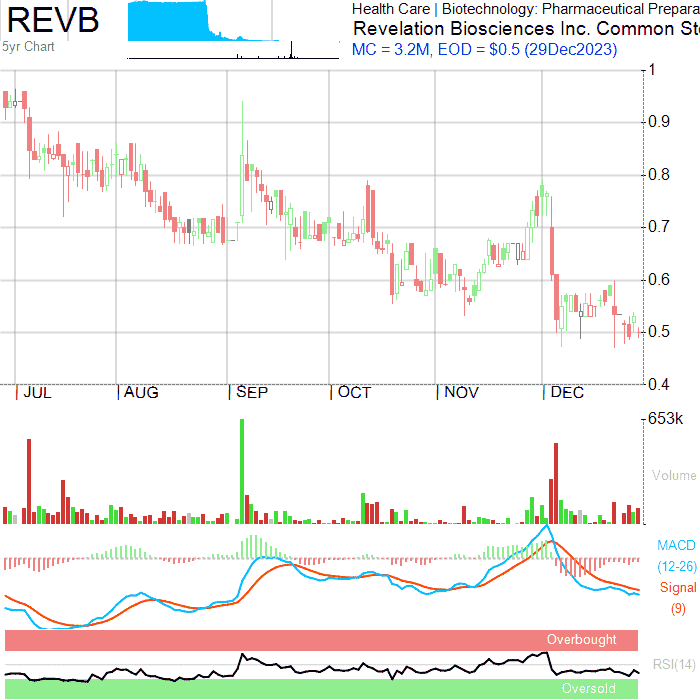 REVB
5yr Chart
Health Care | Biotechnology: Pharmaceutical Prepara
Revelation Biosciences Inc. Common Sto
MC = 3.2M, EOD = $0.5 (29Dec2023)
1
0.9
0.8
0.7
0.6
0.5
0.4
JUL AUG SEP OCT NOV DEC
653k
Volume
MACD
(12-26)
Signal
(9)
Overbought
RSI(14)
Oversold